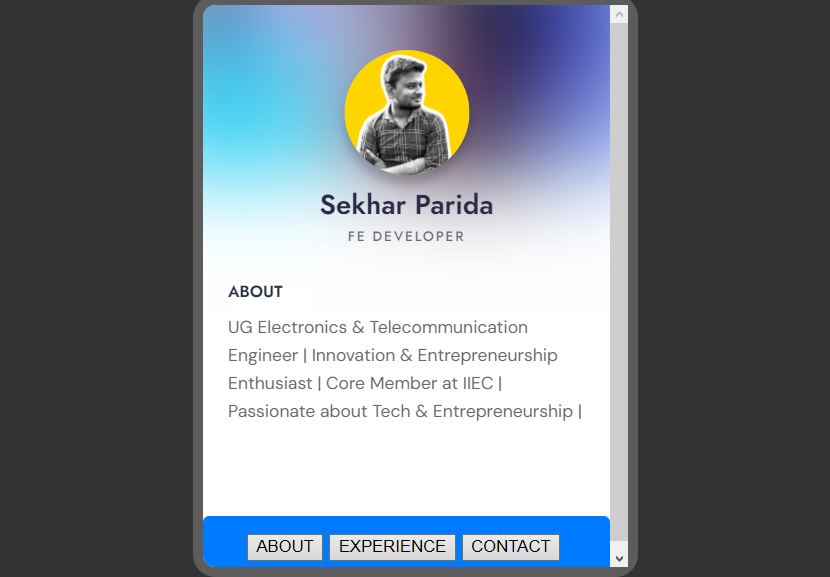 Sekhar Parida
FE DEVELOPER
ABOUT
UG Electronics & Telecommunication
Engineer | Innovation & Entrepreneurship
Enthusiast | Core Member at IIEC |
Passionate about Tech & Entrepreneurship |
ABOUT EXPERIENCE CONTACT